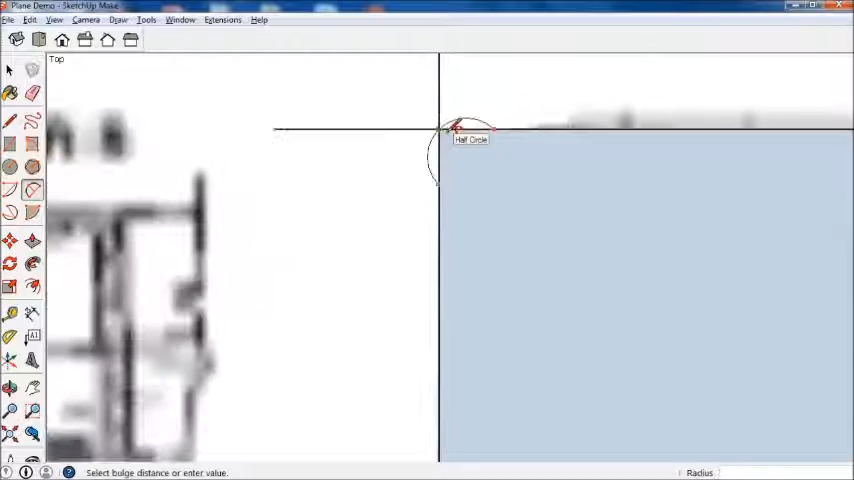 Plane Demo - SketchUp Make
File Edit View Camera Draw Tools Window Extensions Help
Top
Half Circle
A1
Select bulge distance or enter value.
Radius